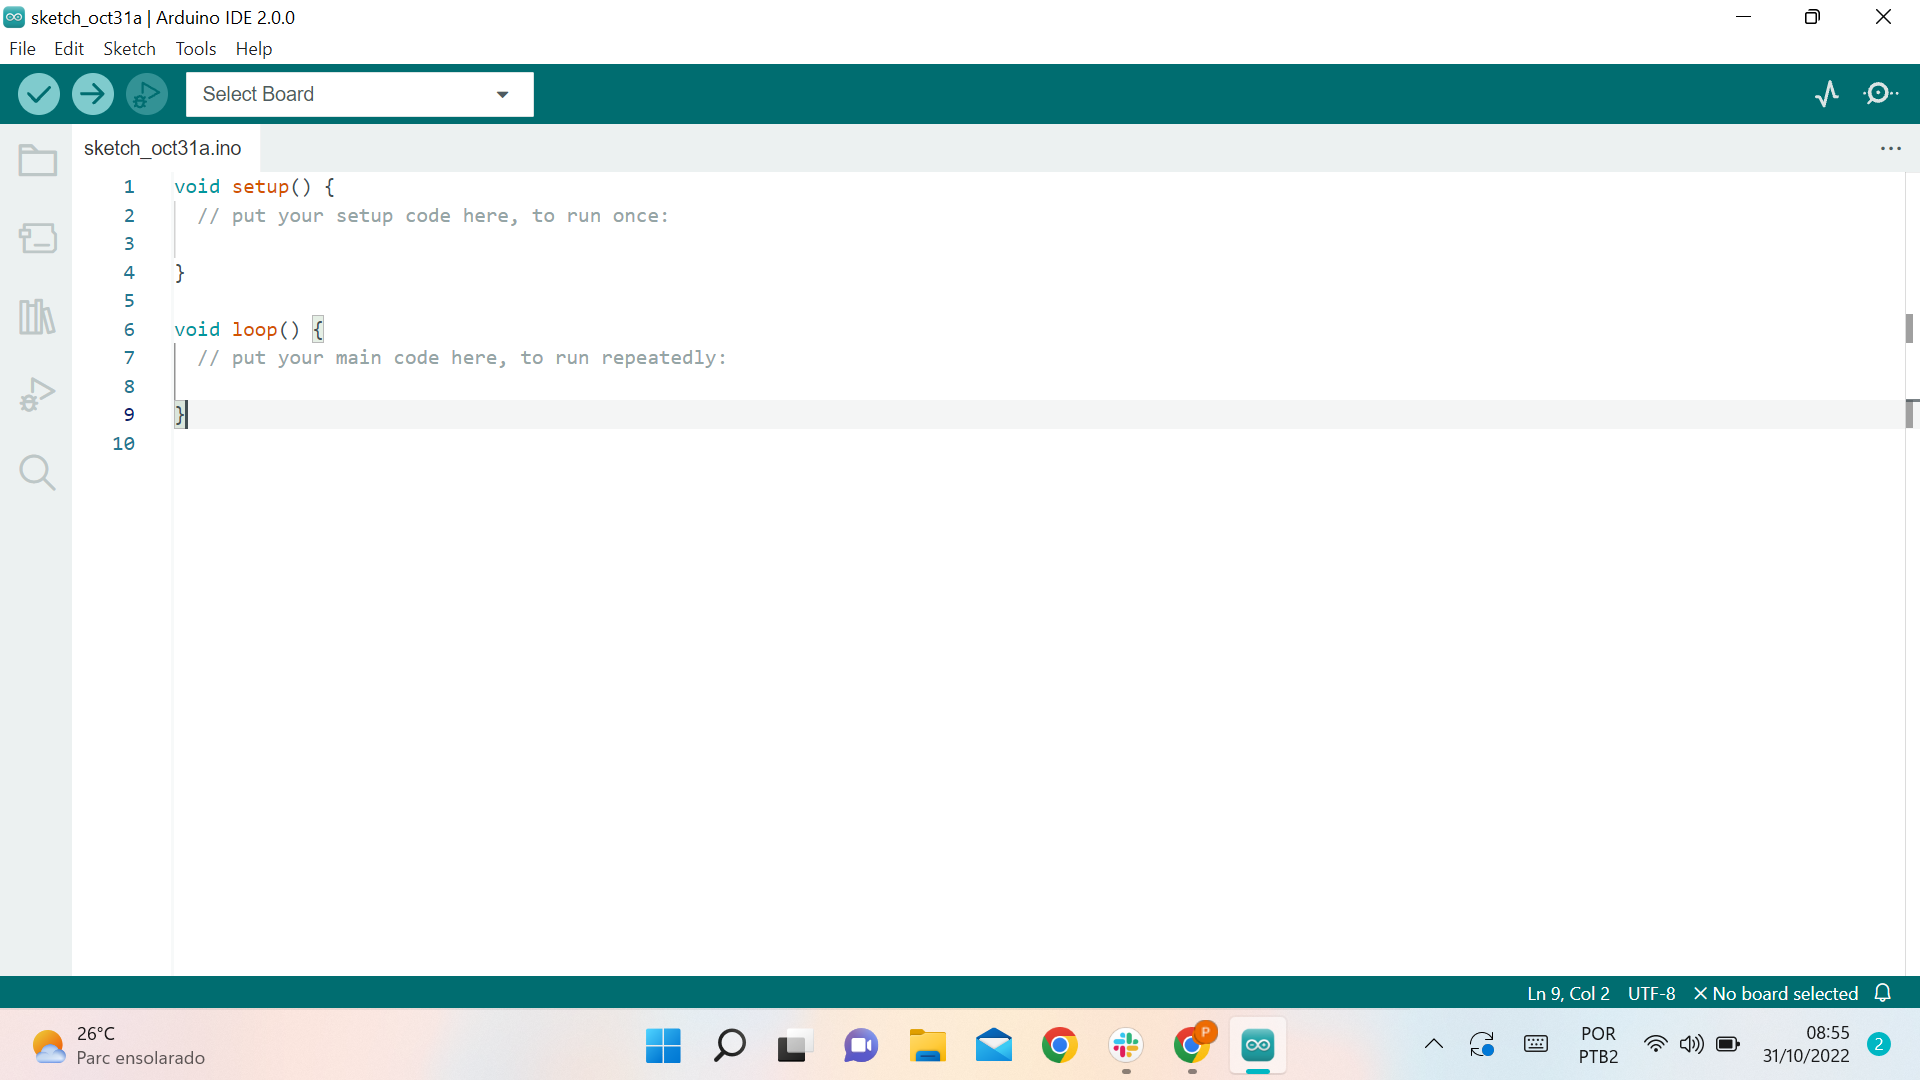 sketch_oct31a | Arduino IDE 2.0.0
File Edit Sketch Tools Help
Select Board
sketch_oct31a.ino
1 void setup() {
2 // put your setup code here, to run once:
3
4 }
5
6 void loop() {
7 // put your main code here, to run repeatedly:
8
9 }
10
Ln 9, Col 2 UTF-8 No board selected
26°C
Parc ensolarado
P
POR
PTB2
08:55
31/10/2022
2